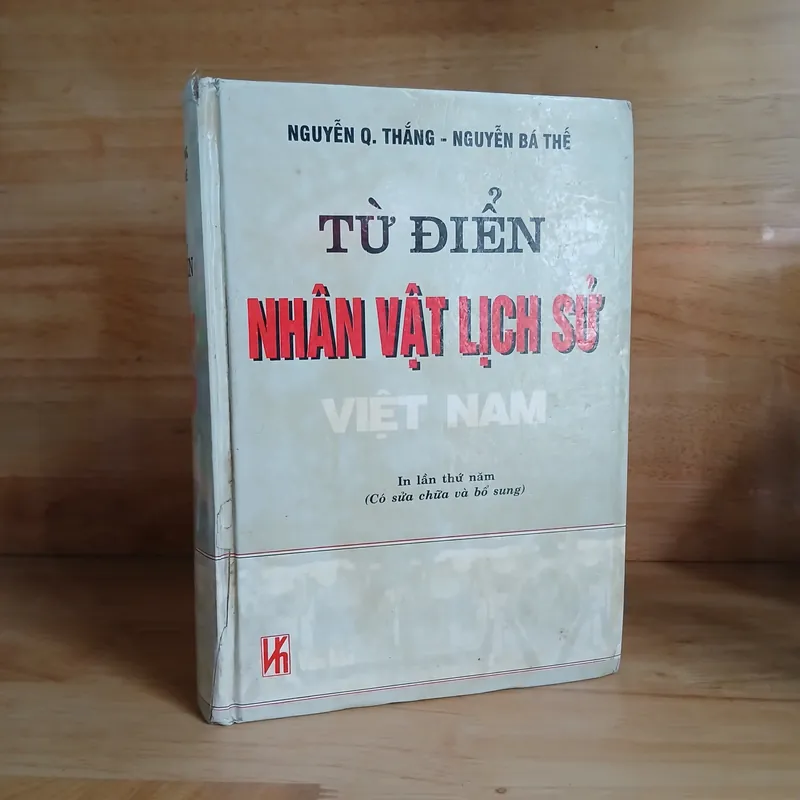 NGUYỄN Q. THẮNG - NGUYỄN BÁ THẾ
TỪ ĐIỂN
NHÂN VẬT LỊCH SỬ
VIỆT NAM
In lần thứ năm
(Có sửa chữa và bổ sung)
Vh